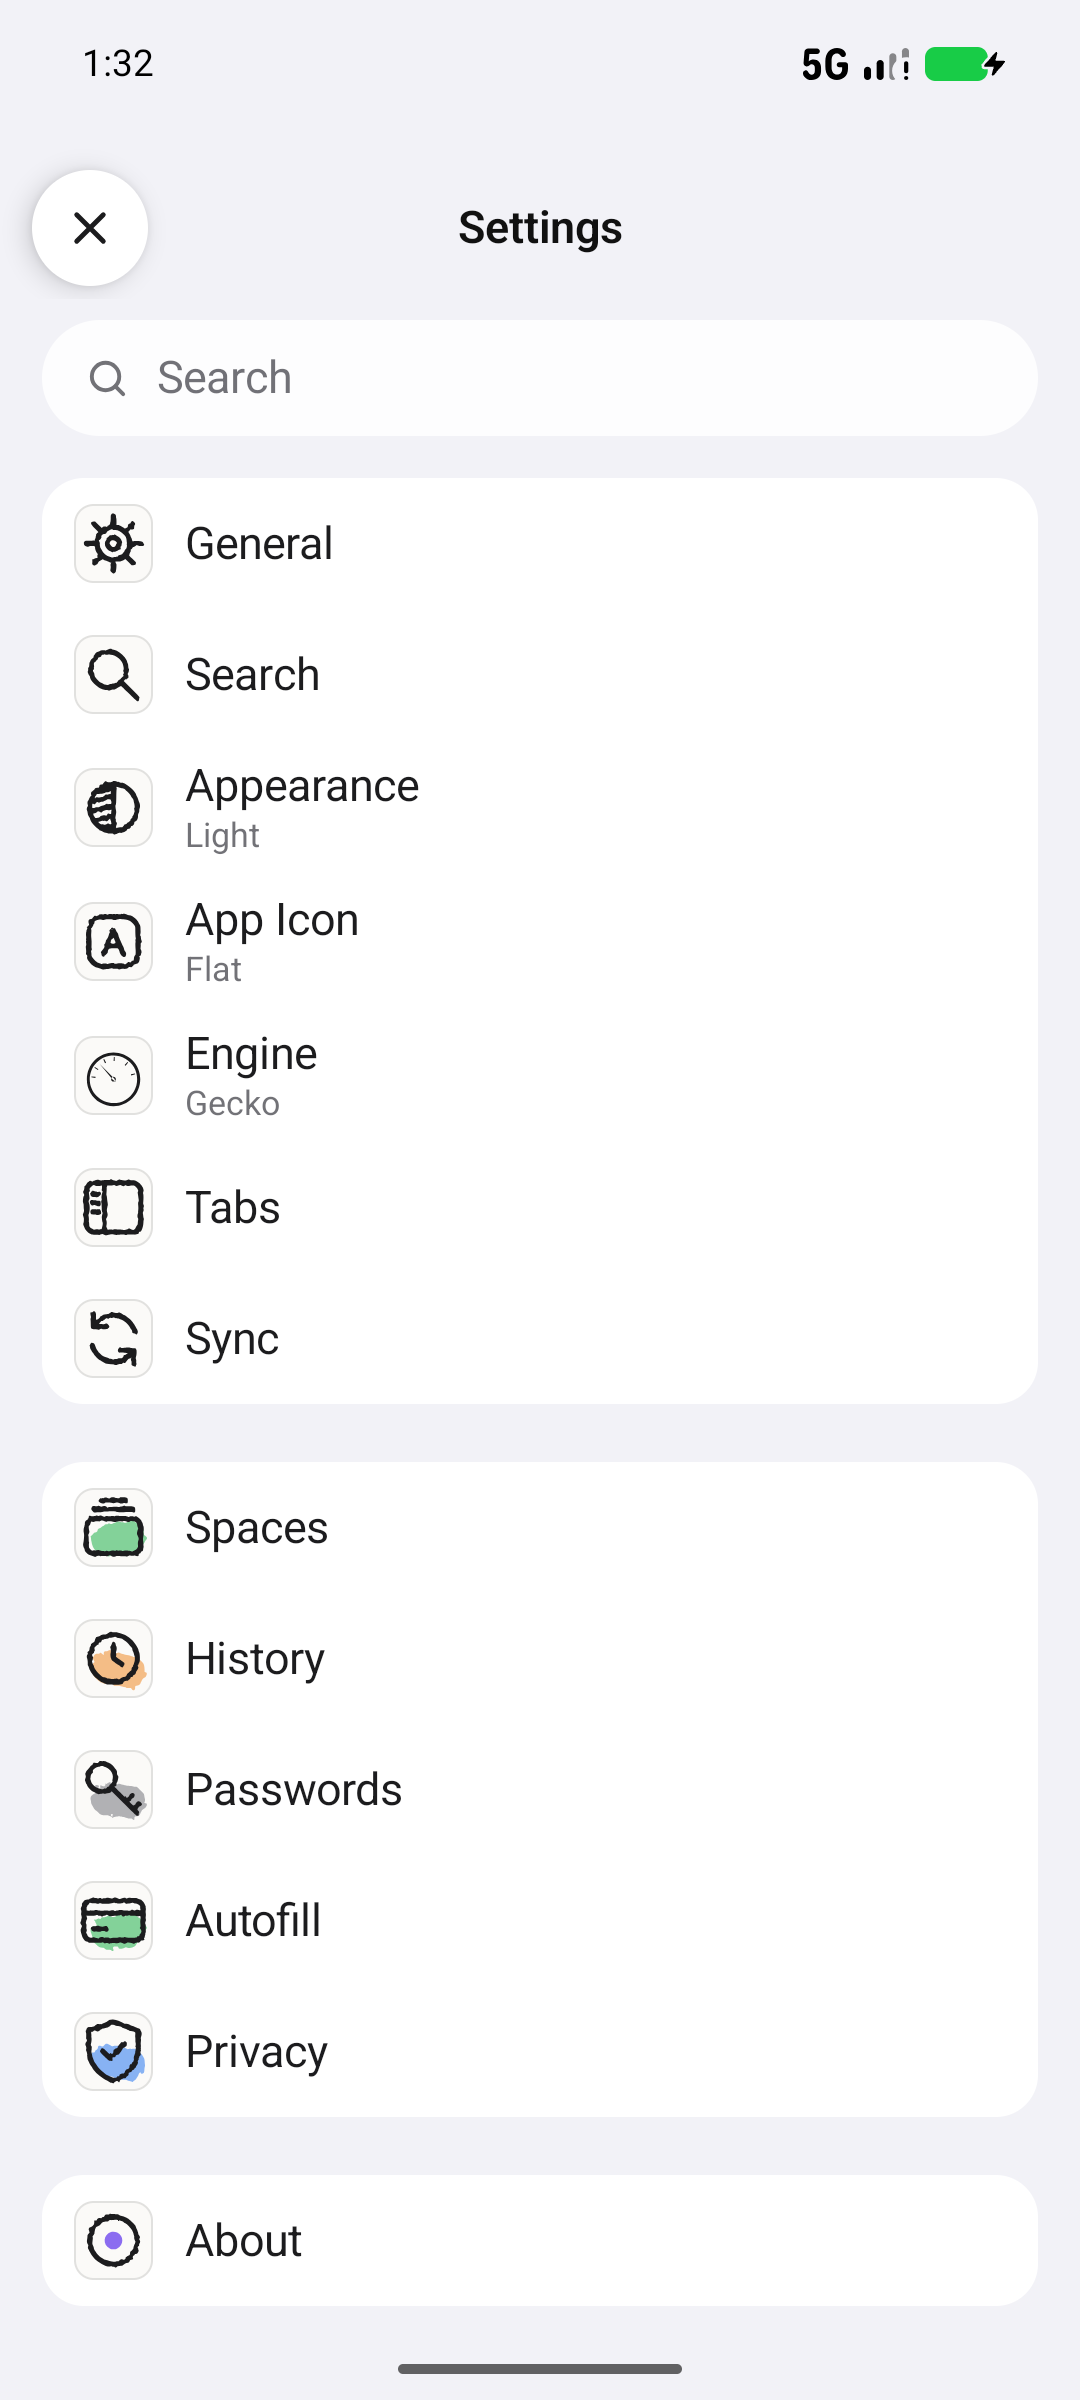 1:32
5G
Settings
Search
General
Search
Appearance
Light
App Icon
Flat
Engine
Gecko
Tabs
Sync
Spaces
History
Passwords
Autofill
Privacy
About